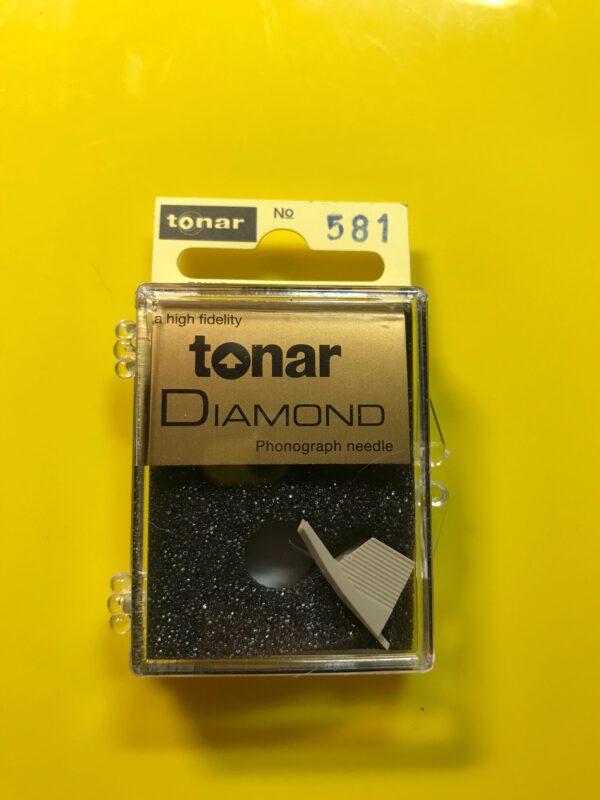 tonar No 581
a high fidelity
tonar
DIAMOND
Phonograph needle